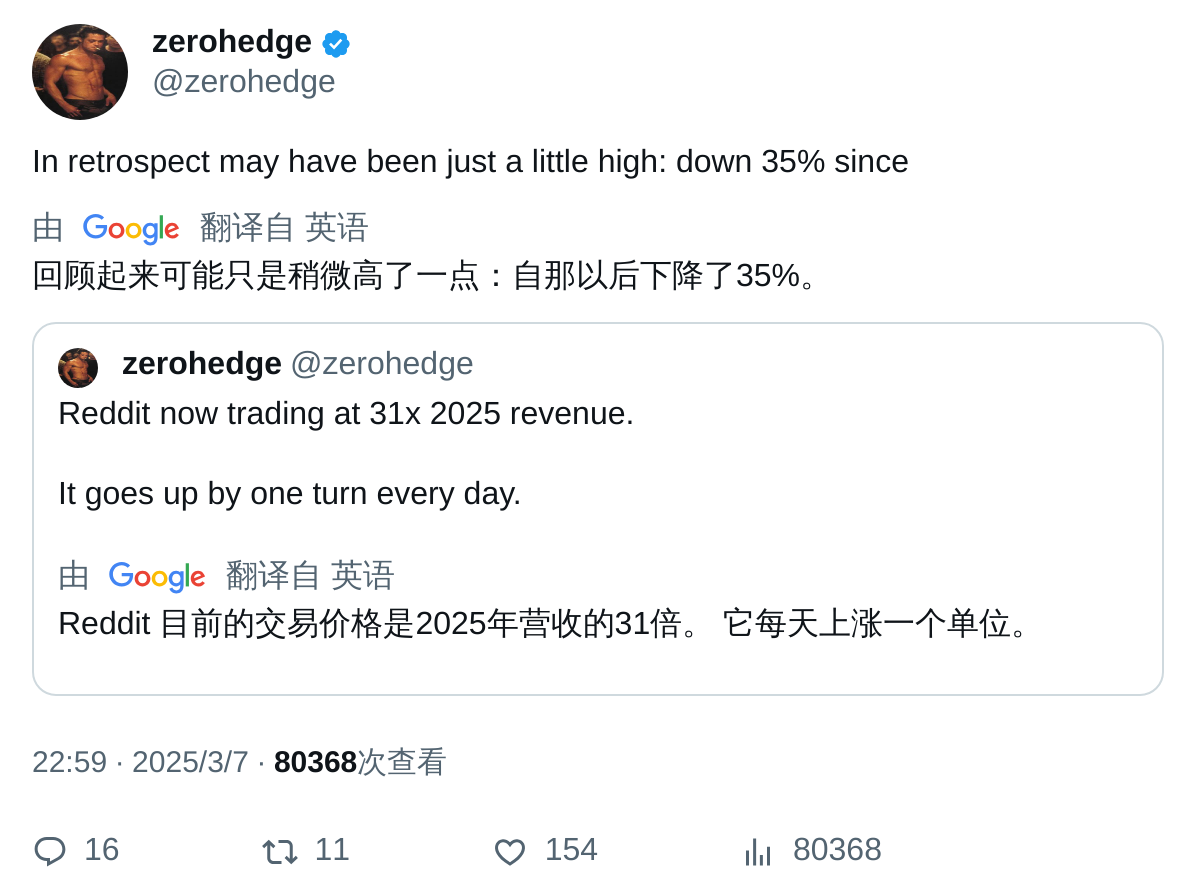 zerohedge
@zerohedge
In retrospect may have been just a little high: down 35% since
由 Google 翻译自 英语
回顾起来可能只是稍微高了一点：自那以后下降了35%。
zerohedge @zerohedge
Reddit now trading at 31x 2025 revenue.
It goes up by one turn every day.
由 Google 翻译自 英语
Reddit 目前的交易价格是2025年营收的31倍。 它每天上涨一个单位。
22:59 · 2025/3/7 · 80368次查看
16 11 154 80368